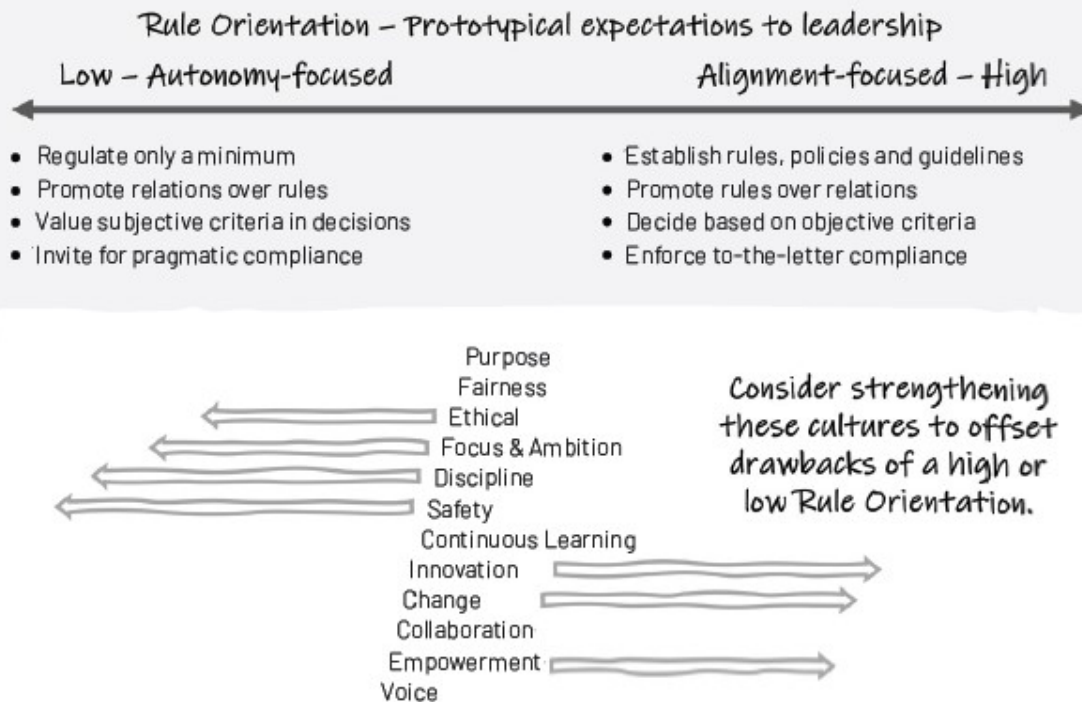 Rule Orientation – Prototypical expectations to leadership
Low – Autonomy-focused
Alignment-focused – High
• Regulate only a minimum
• Promote relations over rules
• Value subjective criteria in decisions
• Invite for pragmatic compliance
• Establish rules, policies and guidelines
• Promote rules over relations
• Decide based on objective criteria
• Enforce to-the-letter compliance
Purpose
Fairness
Ethical
Focus & Ambition
Discipline
Safety
Continuous Learning
Innovation
Change
Collaboration
Empowerment
Voice
Consider strengthening
these cultures to offset
drawbacks of a high or
low Rule Orientation.